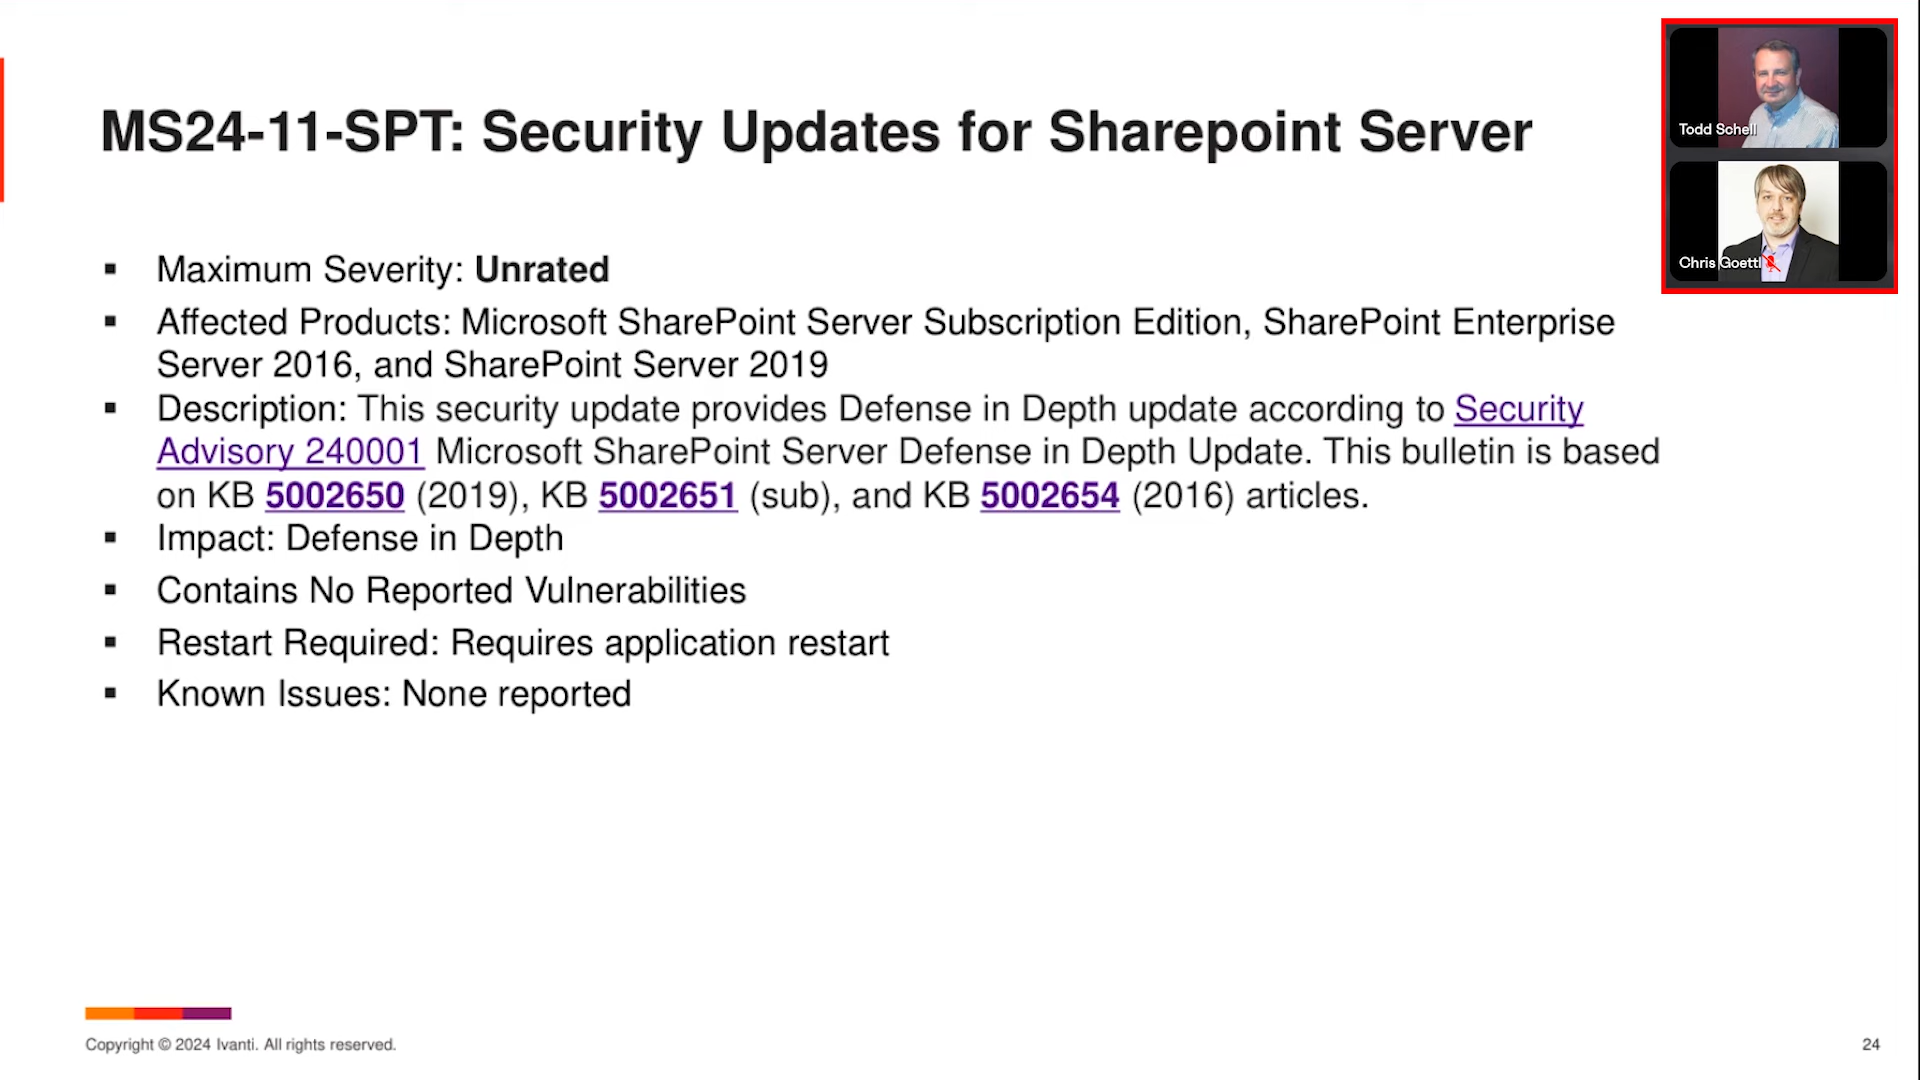 MS24-11-SPT: Security Updates for Sharepoint Server
Todd Schell
Chris Goettl
▪ Maximum Severity: Unrated
▪ Affected Products: Microsoft SharePoint Server Subscription Edition, SharePoint Enterprise
Server 2016, and SharePoint Server 2019
▪ Description: This security update provides Defense in Depth update according to Security
Advisory 240001 Microsoft SharePoint Server Defense in Depth Update. This bulletin is based
on KB 5002650 (2019), KB 5002651 (sub), and KB 5002654 (2016) articles.
▪ Impact: Defense in Depth
▪ Contains No Reported Vulnerabilities
▪ Restart Required: Requires application restart
▪ Known Issues: None reported
Copyright © 2024 Ivanti. All rights reserved.
24